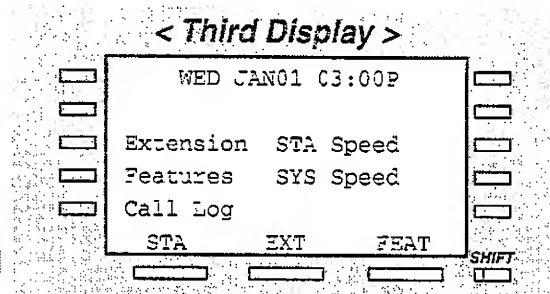 < Third Display >
WED JAN01 03:00P
Extension STA Speed
Features SYS Speed
Call Log
STA EXT FEAT
SHIFT